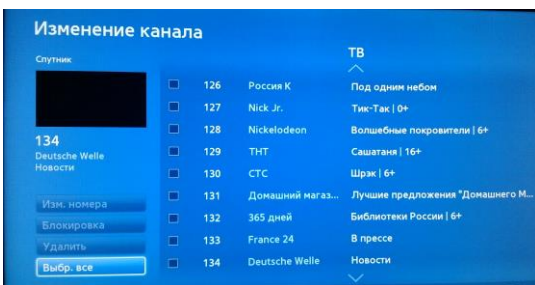 Изменение канала
Спутник
ТВ
126 Россия К Под одним небом
127 Nick Jr. Тик-Так | 0+
128 Nickelodeon Волшебные покровители | 6+
129 ТНТ Сашатаня | 16+
130 СТС Шрэк | 6+
131 Домашний магаз... Лучшие предложения "Домашнего М...
132 365 дней Библиотеки России | 6+
133 France 24 В прессе
134 Deutsche Welle Новости
134
Deutsche Welle
Новости
Изм. номера
Блокировка
Удалить
Выбр. все